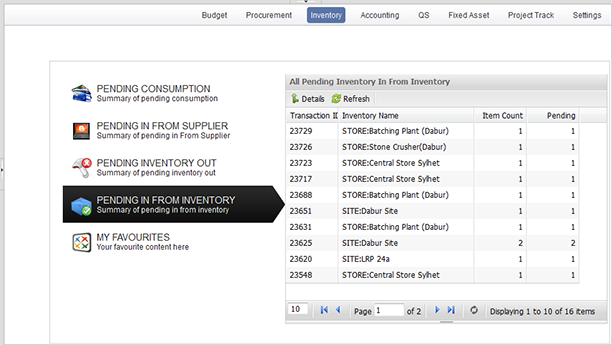 Budget Procurement Inventory Accounting QS Fixed Asset Project Track Settings
PENDING CONSUMPTION
Summary of pending consumption
PENDING IN FROM SUPPLIER
Summary of pending in From Supplier
PENDING INVENTORY OUT
Summary of pending inventory out
PENDING IN FROM INVENTORY
Summary of pending in from inventory
MY FAVOURITES
Your favourite content here
All Pending Inventory In From Inventory
Details Refresh
Transaction ID Inventory Name Item Count Pending
23729 STORE:Batching Plant (Dabur) 1 1
23726 STORE:Stone Crusher(Dabur) 1 1
23723 STORE:Central Store Sylhet 1 1
23717 STORE:Central Store Sylhet 1 1
23688 STORE:Batching Plant (Dabur) 1 1
23651 SITE:Dabur Site 1 1
23631 STORE:Batching Plant (Dabur) 1 1
23625 SITE:Dabur Site 2 2
23620 SITE:LRP 24a 1 1
23548 STORE:Central Store Sylhet 1 1
10 Page 1 of 2 Displaying 1 to 10 of 16 items